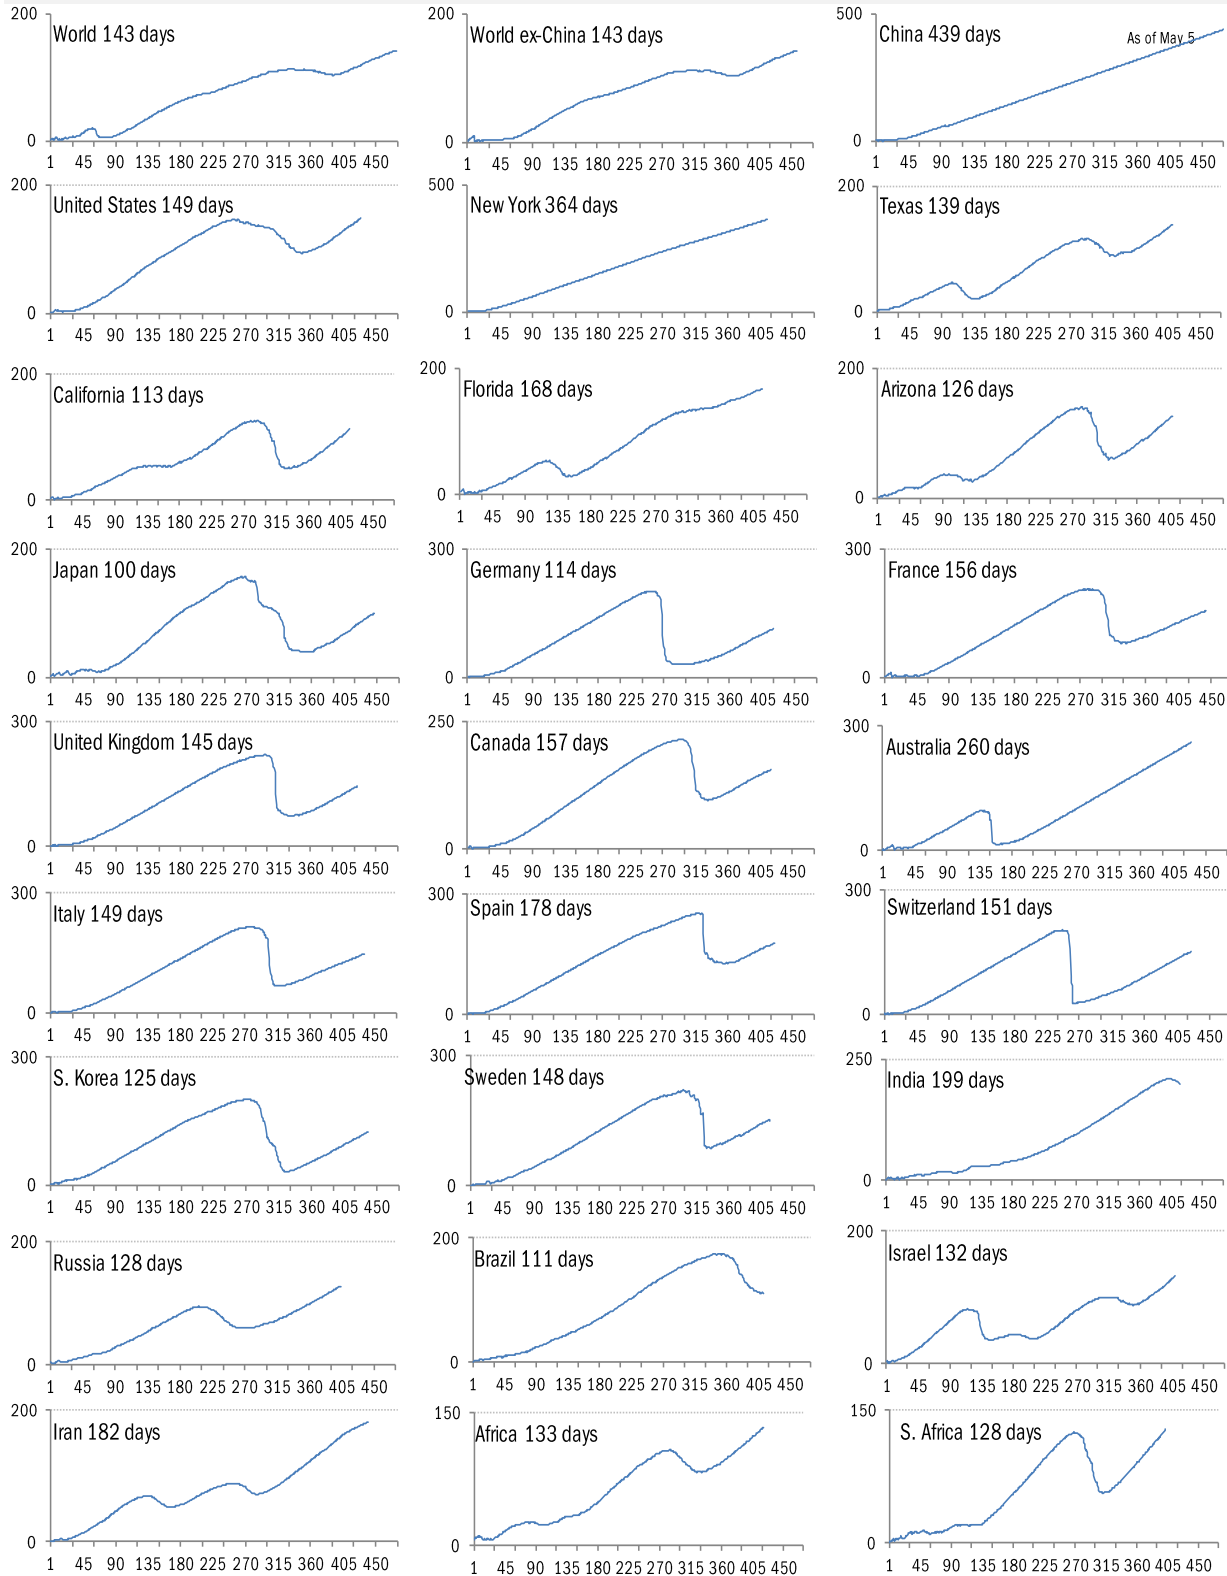 200 200 500
World 143 days World ex-China 143 days China 439 days As of May 5
0 0 0
1 45 90 135 180 225 270 315 360 405 450 1 45 90 135 180 225 270 315 360 405 450 1 45 90 135 180 225 270 315 360 405 450
200 500 200
United States 149 days New York 364 days Texas 139 days
0 0 0
1 45 90 135 180 225 270 315 360 405 450 1 45 90 135 180 225 270 315 360 405 450 1 45 90 135 180 225 270 315 360 405 450
200 200 200
California 113 days Florida 168 days Arizona 126 days
0 0 0
1 45 90 135 180 225 270 315 360 405 450 1 45 90 135 180 225 270 315 360 405 450 1 45 90 135 180 225 270 315 360 405 450
200 300 300
Japan 100 days Germany 114 days France 156 days
0 0 0
1 45 90 135 180 225 270 315 360 405 450 1 45 90 135 180 225 270 315 360 405 450 1 45 90 135 180 225 270 315 360 405 450
300 250 300
United Kingdom 145 days Canada 157 days Australia 260 days
0 0 0
1 45 90 135 180 225 270 315 360 405 450 1 45 90 135 180 225 270 315 360 405 450 1 45 90 135 180 225 270 315 360 405 450
300 300 300
Italy 149 days Spain 178 days Switzerland 151 days
0 0 0
1 45 90 135 180 225 270 315 360 405 450 1 45 90 135 180 225 270 315 360 405 450 1 45 90 135 180 225 270 315 360 405 450
300 300 250
S. Korea 125 days Sweden 148 days India 199 days
0 0 0
1 45 90 135 180 225 270 315 360 405 450 1 45 90 135 180 225 270 315 360 405 450 1 45 90 135 180 225 270 315 360 405 450
200 200 200
Russia 128 days Brazil 111 days Israel 132 days
0 0 0
1 45 90 135 180 225 270 315 360 405 450 1 45 90 135 180 225 270 315 360 405 450 1 45 90 135 180 225 270 315 360 405 450
200 150 150
Iran 182 days Africa 133 days S. Africa 128 days
0 0 0
1 45 90 135 180 225 270 315 360 405 450 1 45 90 135 180 225 270 315 360 405 450 1 45 90 135 180 225 270 315 360 405 450